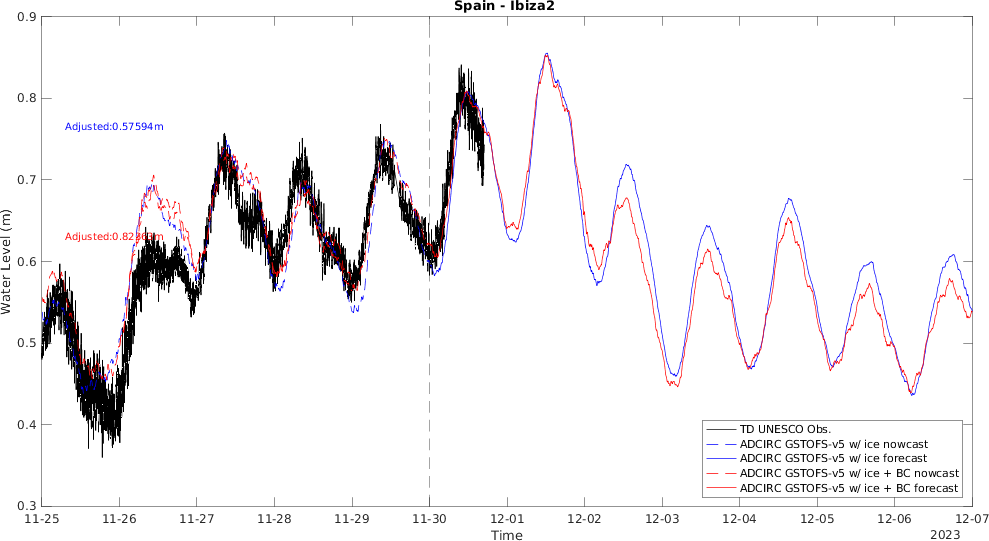 Spain - Ibiza2
0.9
0.8
0.7
0.6
0.5
0.4
0.3
Water Level (m)
Adjusted:0.57594m
TD UNESCO Obs.
ADCIRC GSTOFS-v5 w/ ice nowcast
ADCIRC GSTOFS-v5 w/ ice forecast
ADCIRC GSTOFS-v5 w/ ice + BC nowcast
ADCIRC GSTOFS-v5 w/ ice + BC forecast
11-25 11-26 11-27 11-28 11-29 11-30 12-01 12-02 12-03 12-04 12-05 12-06 12-07
Time
2023